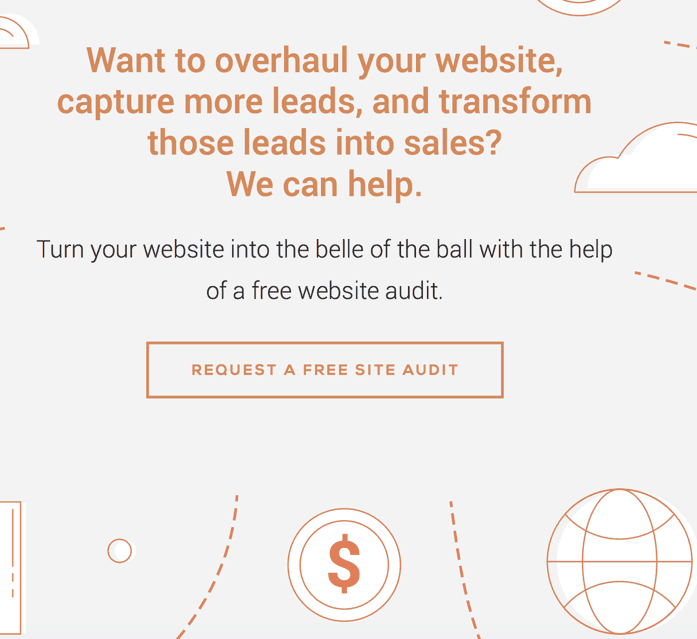 Want to overhaul your website,
capture more leads, and transform
those leads into sales?
We can help.
Turn your website into the belle of the ball with the help
of a free website audit.
REQUEST A FREE SITE AUDIT
$